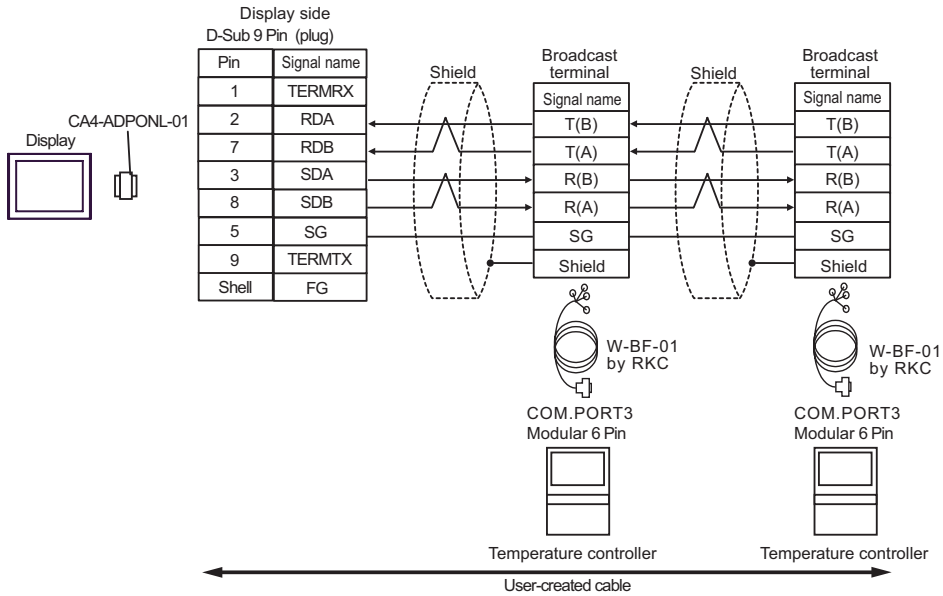 Display side
D-Sub 9 Pin (plug)
Pin Signal name
1 TERMRX
2 RDA
7 RDB
3 SDA
8 SDB
5 SG
9 TERMTX
Shell FG
CA4-ADPONL-01
Display
Shield
Broadcast
terminal
Signal name
T(B)
T(A)
R(B)
R(A)
SG
Shield
Shield
Broadcast
terminal
Signal name
T(B)
T(A)
R(B)
R(A)
SG
Shield
W-BF-01
by RKC
W-BF-01
by RKC
COM.PORT3
Modular 6 Pin
COM.PORT3
Modular 6 Pin
Temperature controller
Temperature controller
User-created cable